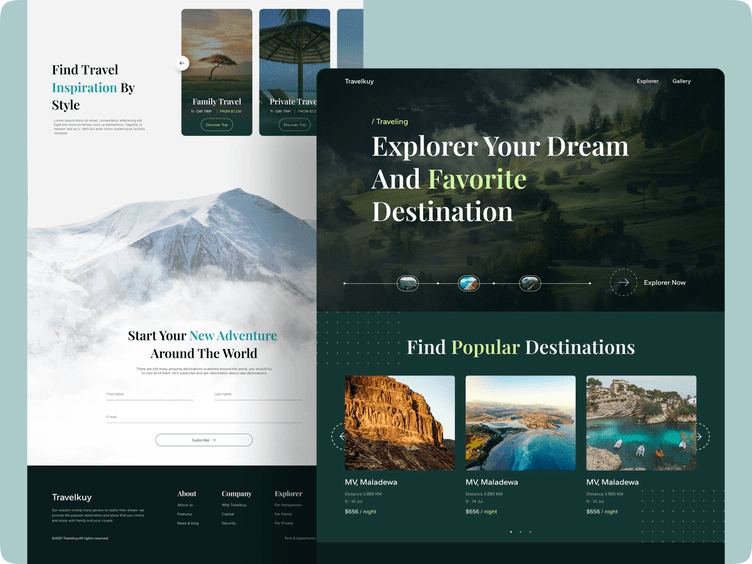 Find Travel
Inspiration By
Style
Lorem ipsum dolor sit amet, consectetur adipiscing
Family Travel
11 - DAY TRIP
FROM $7,230
Discover Trip
Private Trave
11 - DAY TRIP
FROM $7,230
Discover Trip
Start Your New Adventure
Around The World
There are still many amazing destinations scattered around the world, you should try
to visit all of them. let's subscribe and get information about new destinations.
First name
Last name
E-mail
Subscribe
Travelkuy
Our mission is help many person to realize their dream. we
provide the popular destination and place that you choice
and enjoy with family and your couple.
©2021 Travelkuy.All rights reserved
About
About us
Features
News & blog
Company
Why Travelkuy
Capital
Security
Explorer
For Honeymoon
For Family
For Private
Term & Agreements
Travelkuy
Explorer
Gallery
/ Traveling
Explorer Your Dream
And Favorite
Destination
Explorer Now
Find Popular Destinations
MV, Maladewa
Distance 3.885 KM
9 - 14 Jul
$656 / night
MV, Maladewa
Distance 3.885 KM
9 - 14 Jul
$656 / night
MV, Maladewa
Distance 3.885 KM
9 - 14 Jul
$656 / night